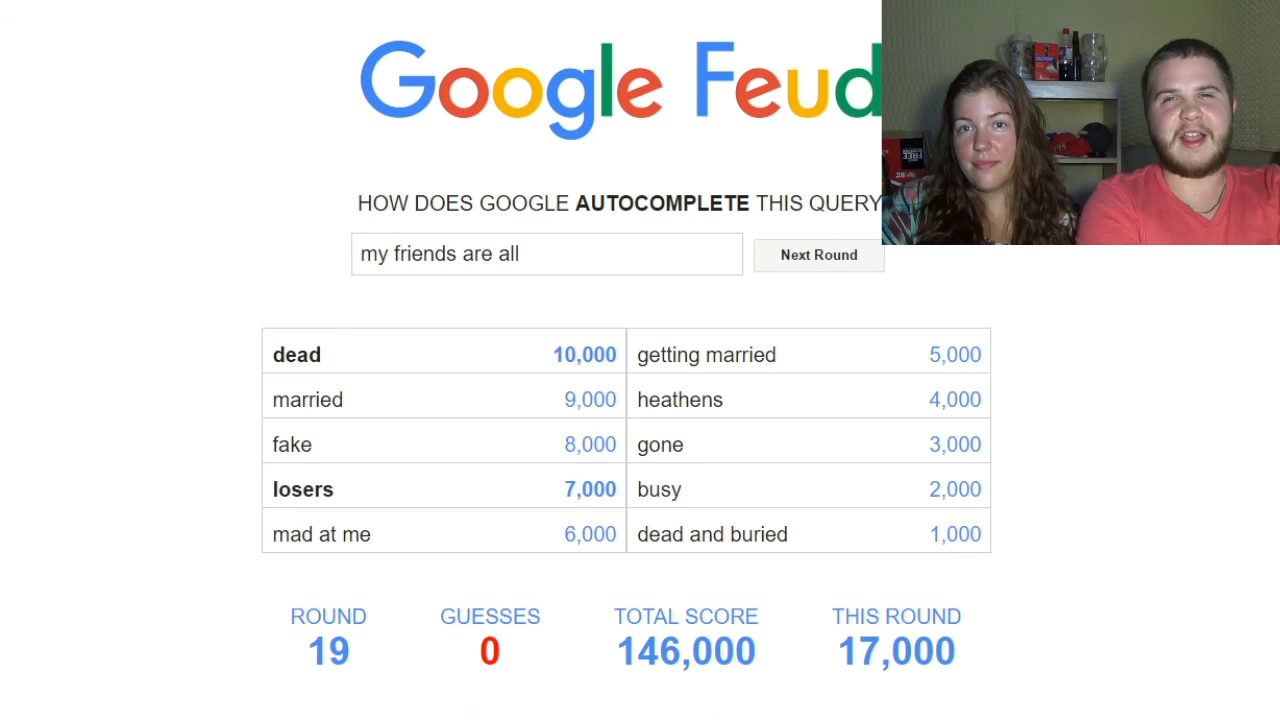 Google Feud
HOW DOES GOOGLE AUTOCOMPLETE THIS QUERY
my friends are all
Next Round
dead 10,000 getting married 5,000
married 9,000 heathens 4,000
fake 8,000 gone 3,000
losers 7,000 busy 2,000
mad at me 6,000 dead and buried 1,000
ROUND GUESSES TOTAL SCORE THIS ROUND
19 0 146,000 17,000
FREE
28